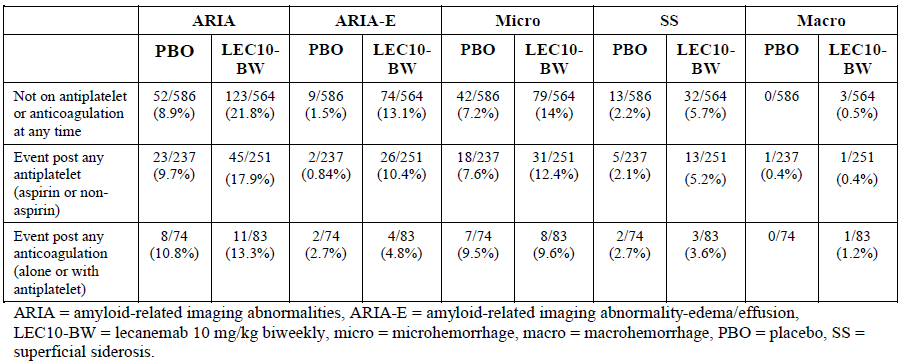 ARIA ARIA-E Micro SS Macro
PBO LEC10-BW PBO LEC10-BW PBO LEC10-BW PBO LEC10-BW PBO LEC10-BW
Not on antiplatelet or anticoagulation at any time 52/586 (8.9%) 123/564 (21.8%) 9/586 (1.5%) 74/564 (13.1%) 42/586 (7.2%) 79/564 (14%) 13/586 (2.2%) 32/564 (5.7%) 0/586 3/564 (0.5%)
Event post any antiplatelet (aspirin or non-aspirin) 23/237 (9.7%) 45/251 (17.9%) 2/237 (0.84%) 26/251 (10.4%) 18/237 (7.6%) 31/251 (12.4%) 5/237 (2.1%) 13/251 (5.2%) 1/237 (0.4%) 1/251 (0.4%)
Event post any anticoagulation (alone or with antiplatelet) 8/74 (10.8%) 11/83 (13.3%) 2/74 (2.7%) 4/83 (4.8%) 7/74 (9.5%) 8/83 (9.6%) 2/74 (2.7%) 3/83 (3.6%) 0/74 1/83 (1.2%)
ARIA = amyloid-related imaging abnormalities, ARIA-E = amyloid-related imaging abnormality-edema/effusion,
LEC10-BW = lecanemab 10 mg/kg biweekly, micro = microhemorrhage, macro = macrohemorrhage, PBO = placebo, SS =
superficial siderosis.